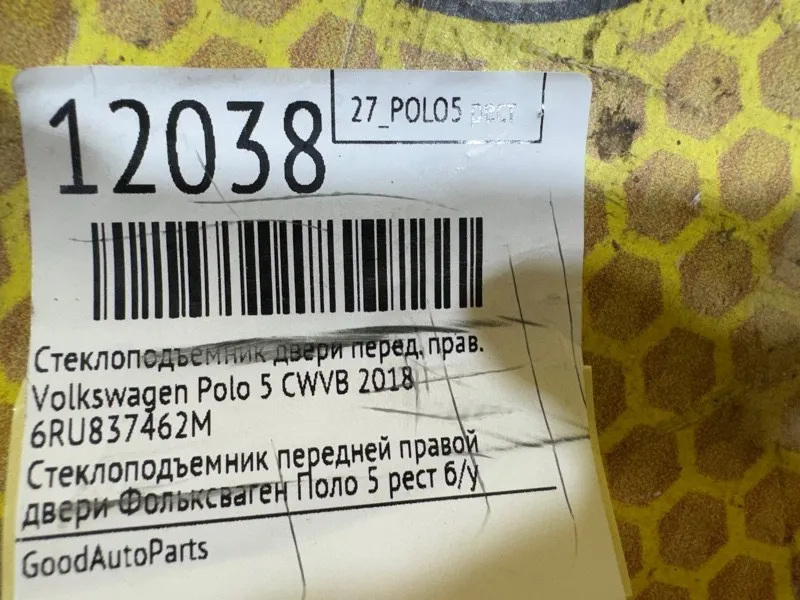 12038
27_POLO5 рест
Стеклоподъемник двери перед. прав.
Volkswagen Polo 5 CWVB 2018
6RU837462M
Стеклоподъемник передней правой
двери Фольксваген Поло 5 рест б/у
GoodAutoParts